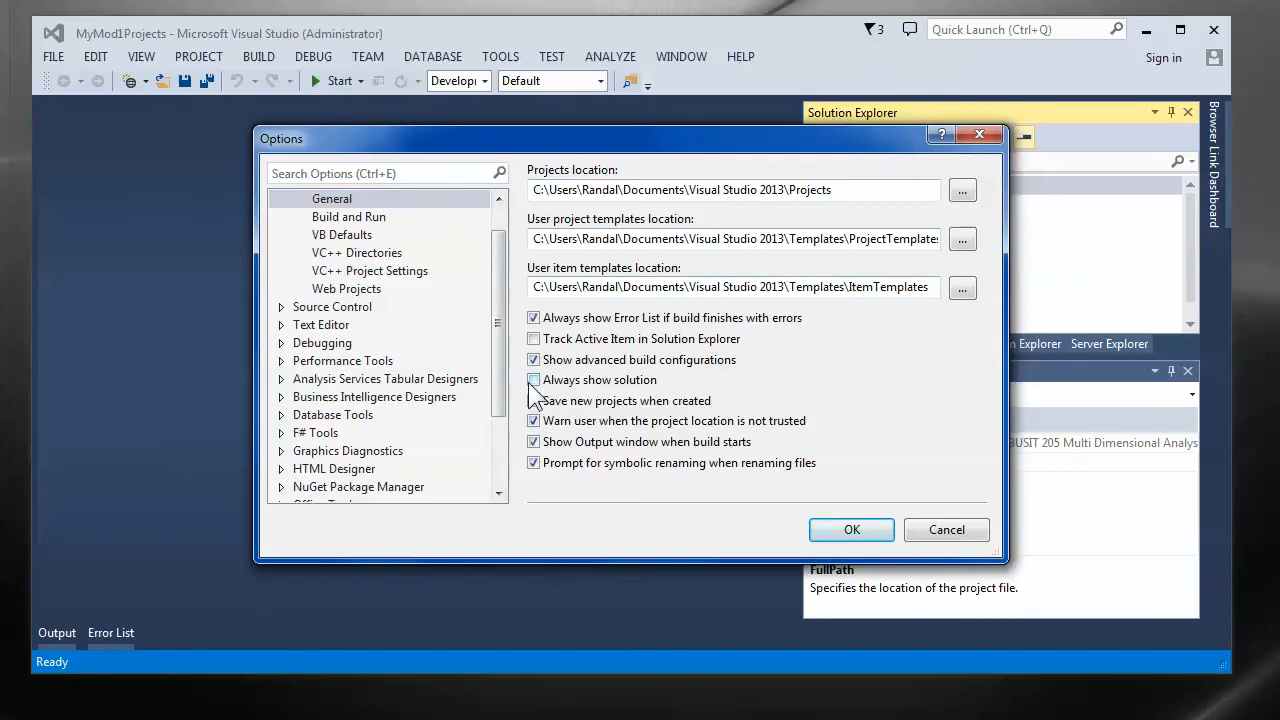 MyMod1Projects - Microsoft Visual Studio (Administrator)
3
Quick Launch (Ctrl+Q)
FILE EDIT VIEW PROJECT BUILD DEBUG TEAM DATABASE TOOLS TEST ANALYZE WINDOW HELP
Sign in
Start
Develop
Default
Solution Explorer
Browser Link Dashboard
Options
?
Search Options (Ctrl+E)
General
Build and Run
VB Defaults
VC++ Directories
VC++ Project Settings
Web Projects
Source Control
Text Editor
Debugging
Performance Tools
Analysis Services Tabular Designers
Business Intelligence Designers
Database Tools
F# Tools
Graphics Diagnostics
HTML Designer
NuGet Package Manager
Projects location:
C:\Users\Randal\Documents\Visual Studio 2013\Projects
...
User project templates location:
C:\Users\Randal\Documents\Visual Studio 2013\Templates\ProjectTemplates
...
User item templates location:
C:\Users\Randal\Documents\Visual Studio 2013\Templates\ItemTemplates
...
Always show Error List if build finishes with errors
Track Active Item in Solution Explorer
Show advanced build configurations
Always show solution
Save new projects when created
Warn user when the project location is not trusted
Show Output window when build starts
Prompt for symbolic renaming when renaming files
OK
Cancel
Explorer Server Explorer
BUSIT 205 Multi Dimensional Analys
FullPath
Specifies the location of the project file.
Output Error List
Ready